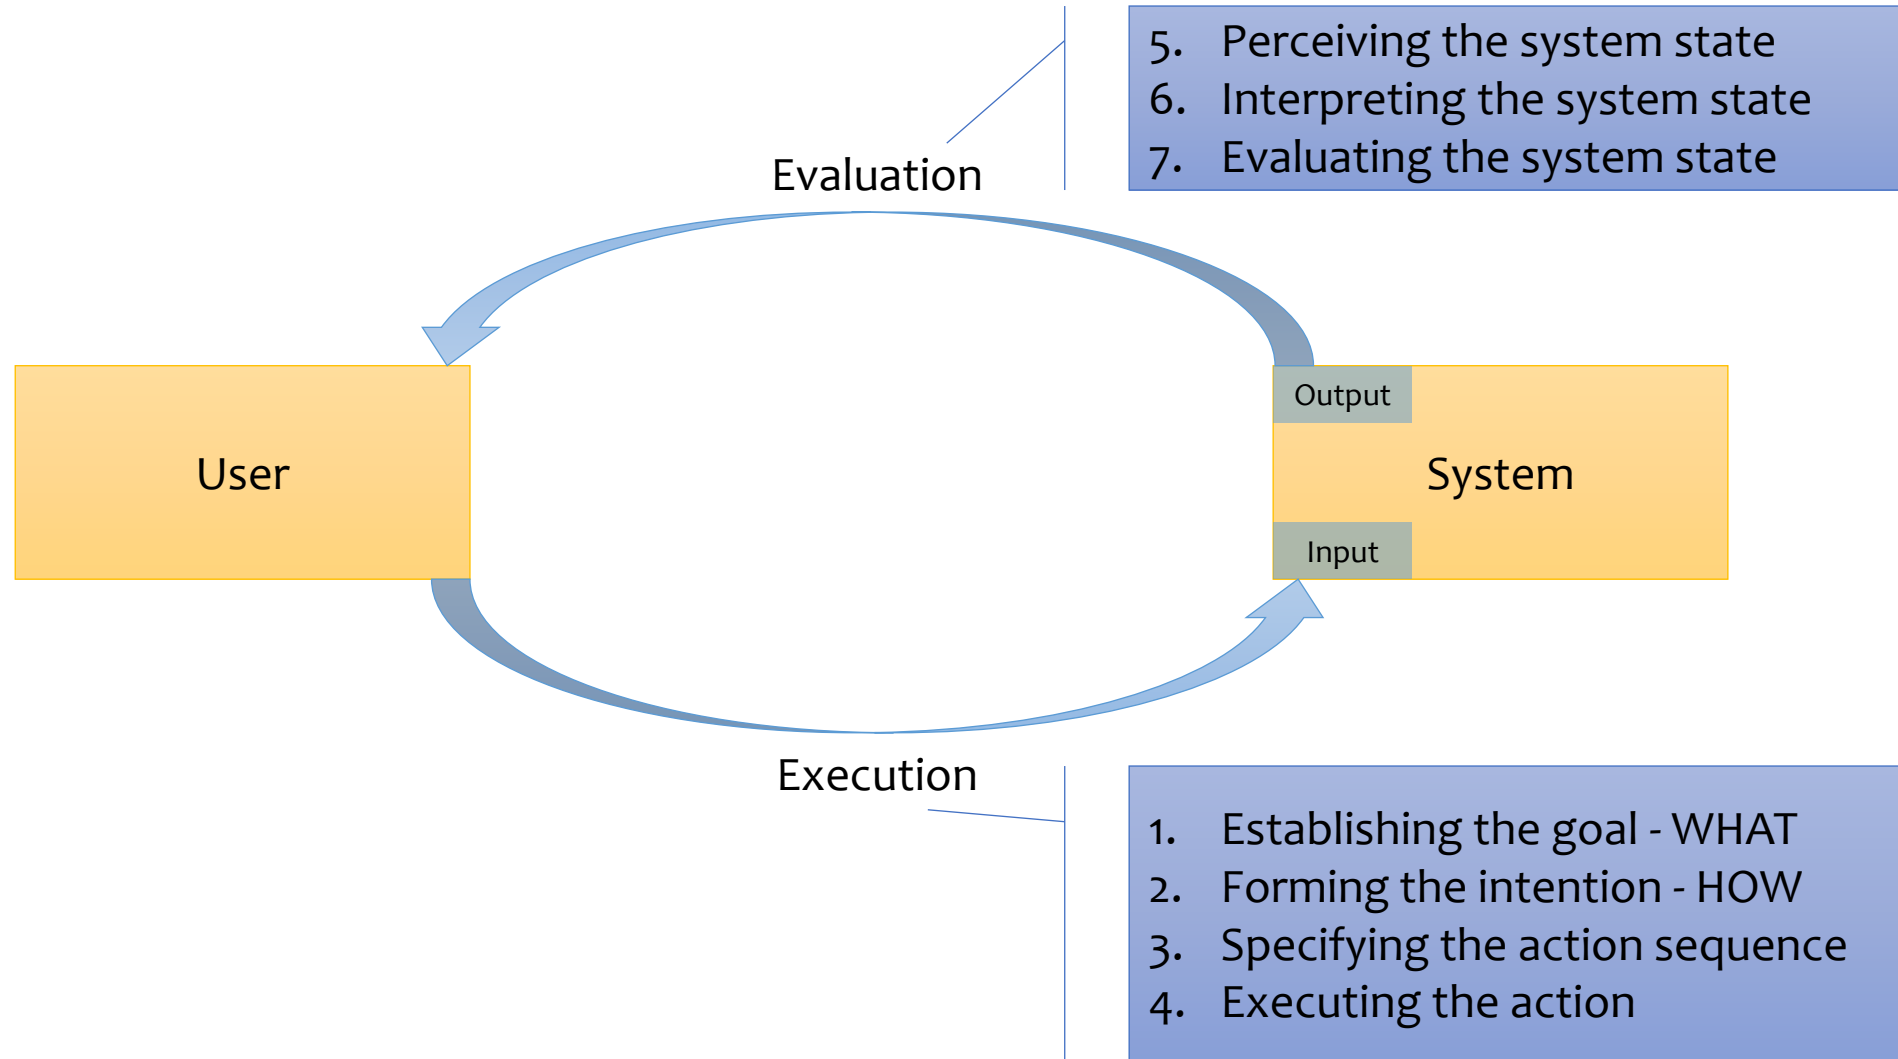 5. Perceiving the system state
6. Interpreting the system state
7. Evaluating the system state
Evaluation
Output
User
System
Input
Execution
1. Establishing the goal - WHAT
2. Forming the intention - HOW
3. Specifying the action sequence
4. Executing the action